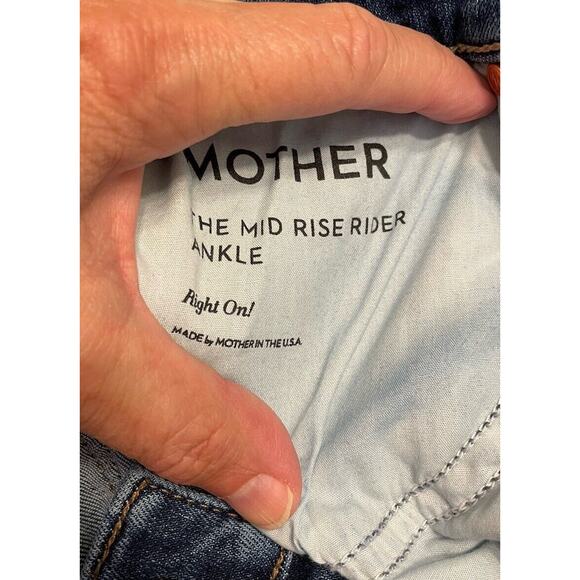 MOTHER
THE MID RISE RIDER
ANKLE
Right On!
MADE by MOTHER IN THE U.S.A.